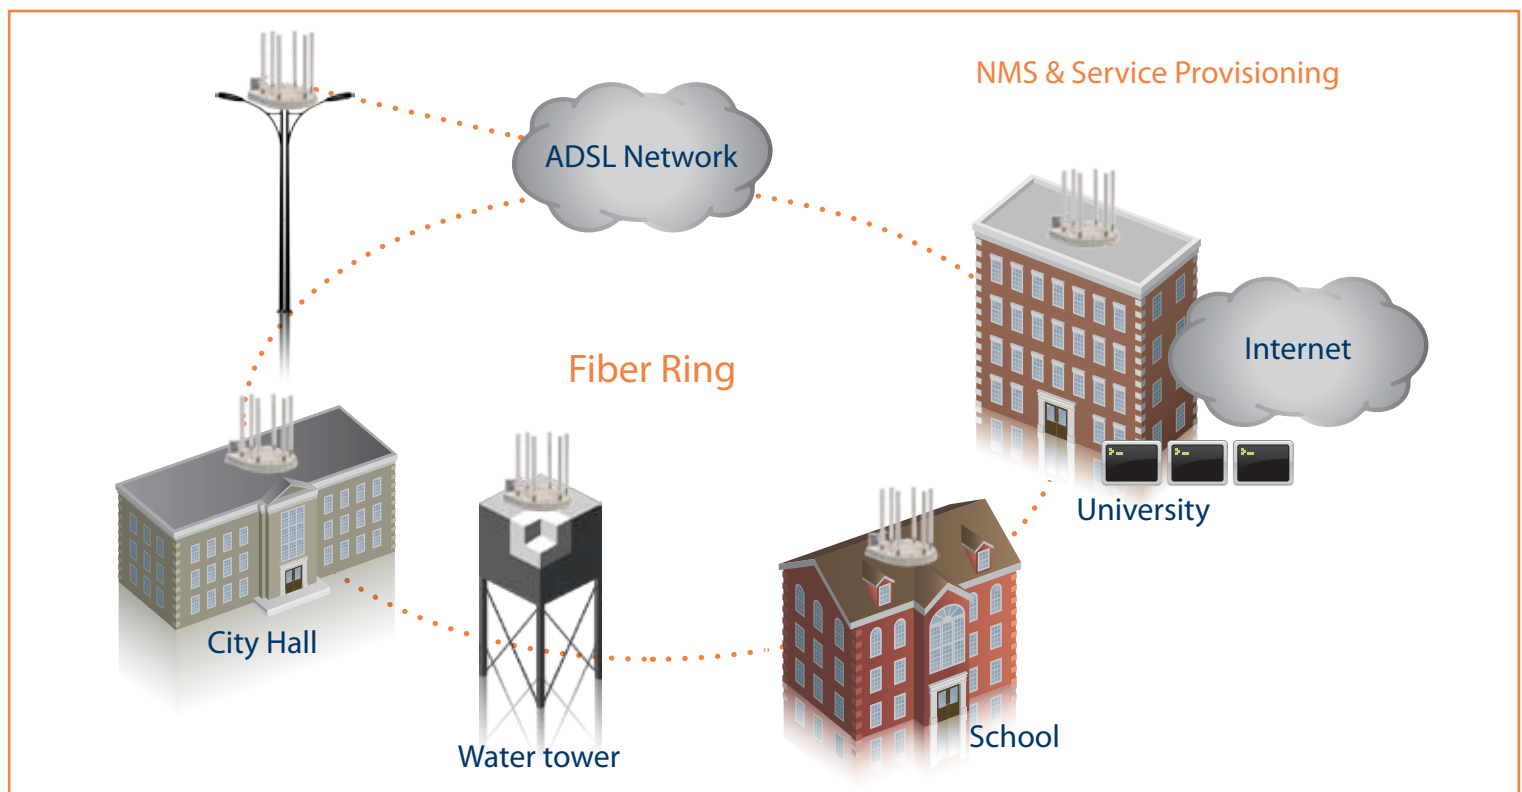 NMS & Service Provisioning
ADSL Network
Internet
Fiber Ring
University
City Hall
School
Water tower